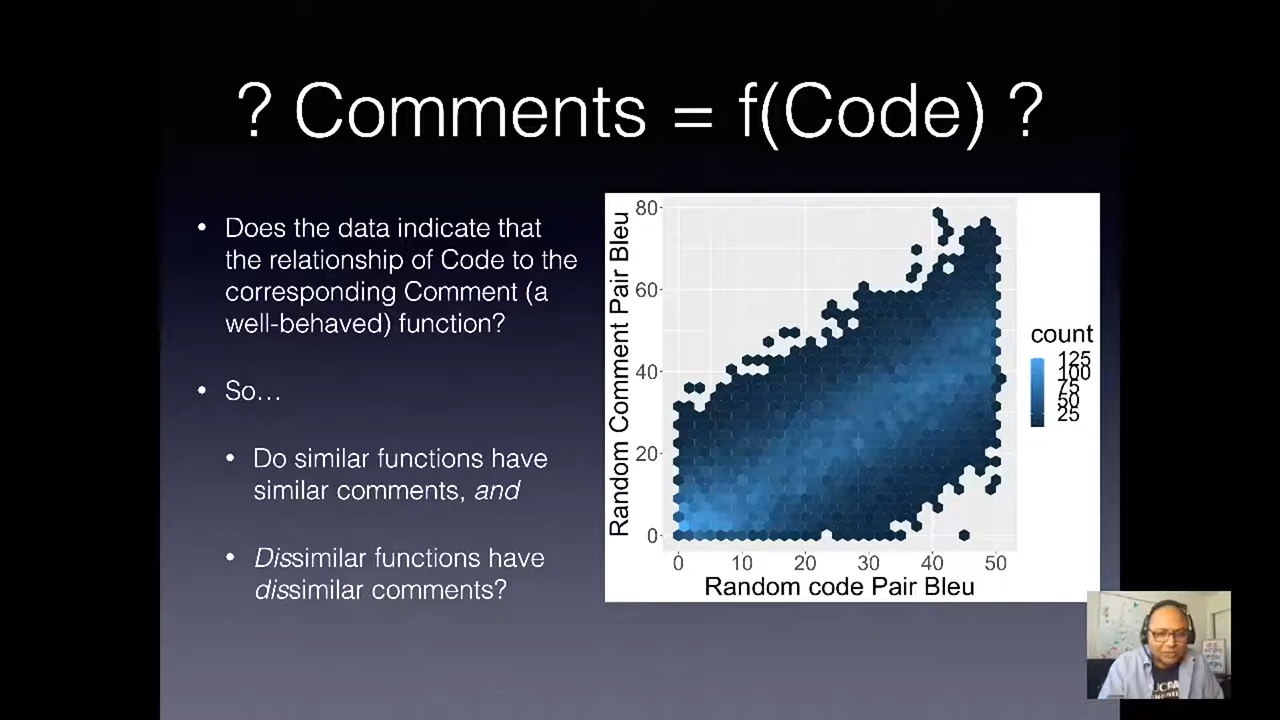 ? Comments = f(Code) ?
• Does the data indicate that
the relationship of Code to the
corresponding Comment (a
well-behaved) function?
• So…
• Do similar functions have
similar comments, and
• Dissimilar functions have
dissimilar comments?
Random Comment Pair Bleu
80
60
40
20
0
0 10 20 30 40 50
Random code Pair Bleu
count
125
100
75
50
25